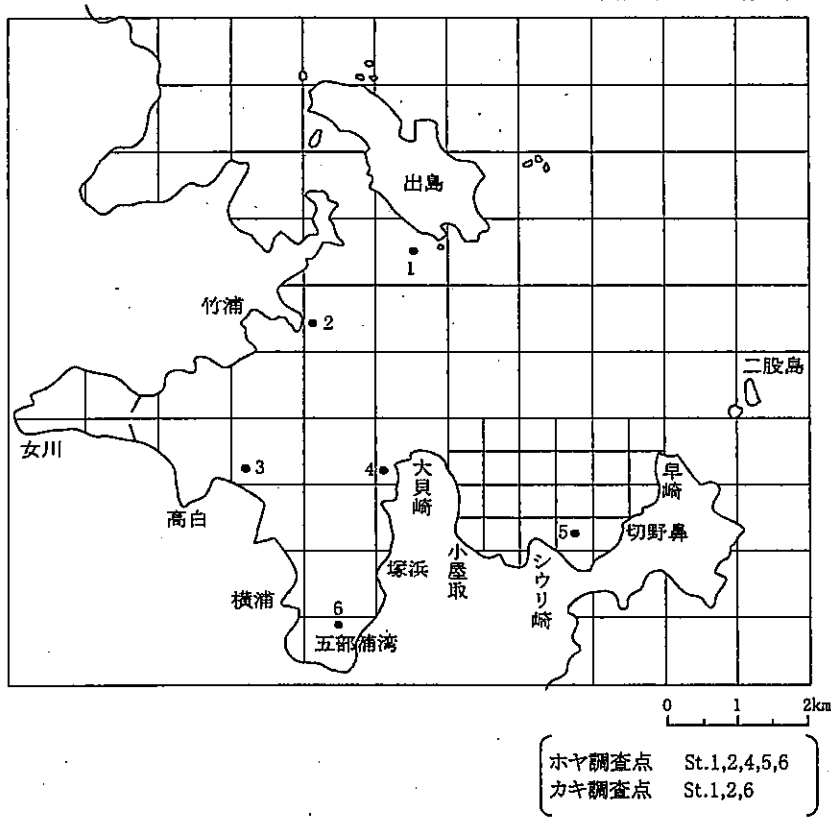 出島
1
竹浦
2
二股島
女川
3
4
大貝崎
早崎
高白
5
切野鼻
小屋取
塚浜
シウリ崎
横浦
6
五部浦湾
0 1 2km
ホヤ調査点 St.1,2,4,5,6
カキ調査点 St.1,2,6